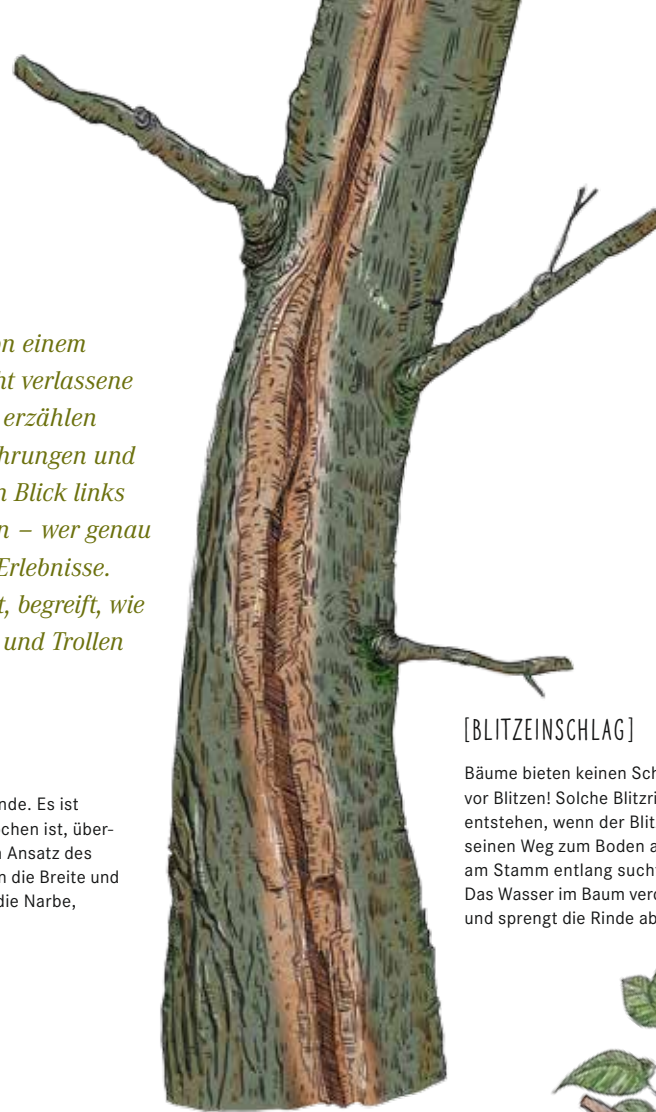 on einem
ht verlassene
erzählen
hrungen und
n Blick links
n – wer genau
Erlebnisse.
t, begreift, wie
und Trollen
nde. Es ist
ochen ist, über-
n Ansatz des
n die Breite und
die Narbe,
[BLITZEINSCHLAG]
Bäume bieten keinen Sch
vor Blitzen! Solche Blitzri
entstehen, wenn der Blitz
seinen Weg zum Boden a
am Stamm entlang sucht
Das Wasser im Baum verd
und sprengt die Rinde ab